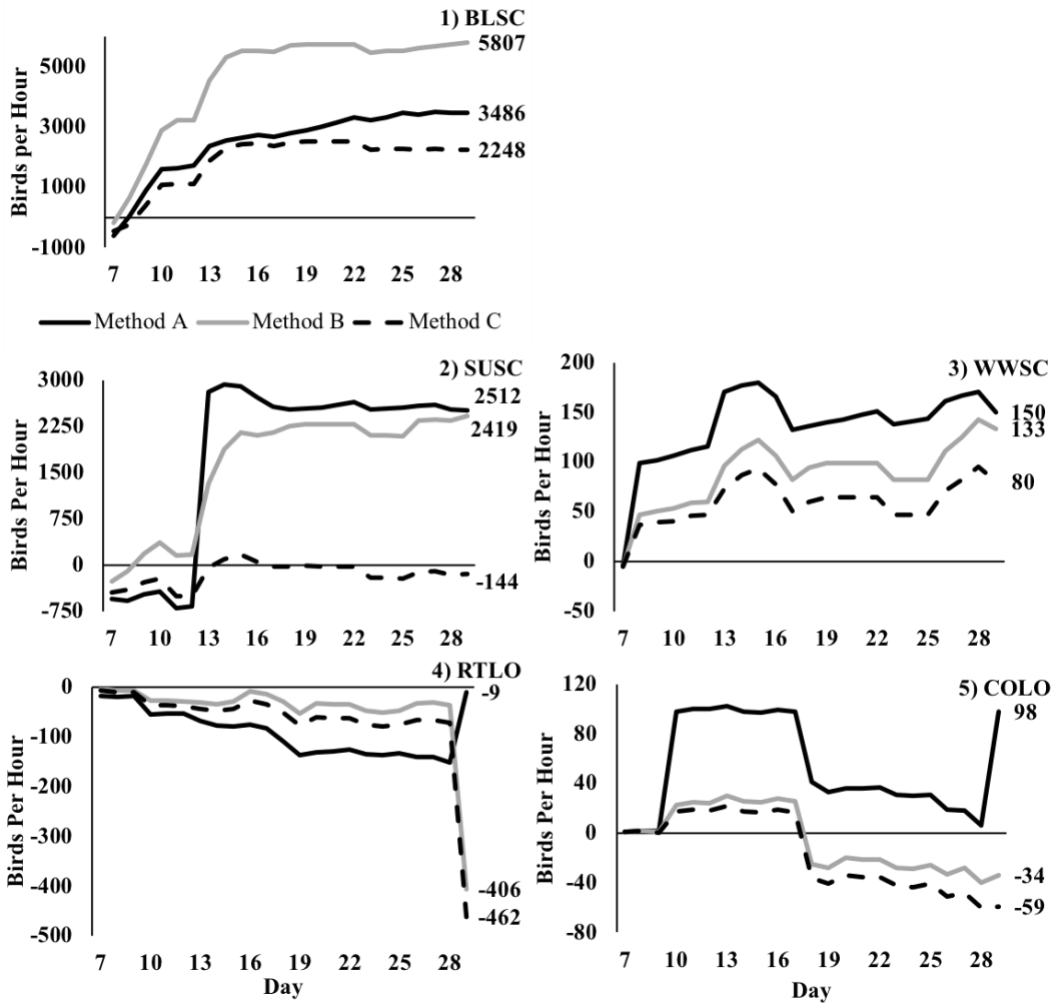 1) BLSC
Birds per Hour
5000
3000
1000
-1000
5807
3486
2248
7 10 13 16 19 22 25 28
Method A Method B Method C
2) SUSC
Birds Per Hour
3000
2250
1500
750
0
-750
2512
2419
-144
7 10 13 16 19 22 25 28
3) WWSC
Birds Per Hour
200
150
100
50
0
-50
150
133
80
7 10 13 16 19 22 25 28
4) RTLO
Birds Per Hour
0
-100
-200
-300
-400
-500
-9
-406
-462
7 10 13 16 19 22 25 28
Day
5) COLO
Birds Per Hour
120
80
40
0
-40
-80
98
-34
-59
7 10 13 16 19 22 25 28
Day